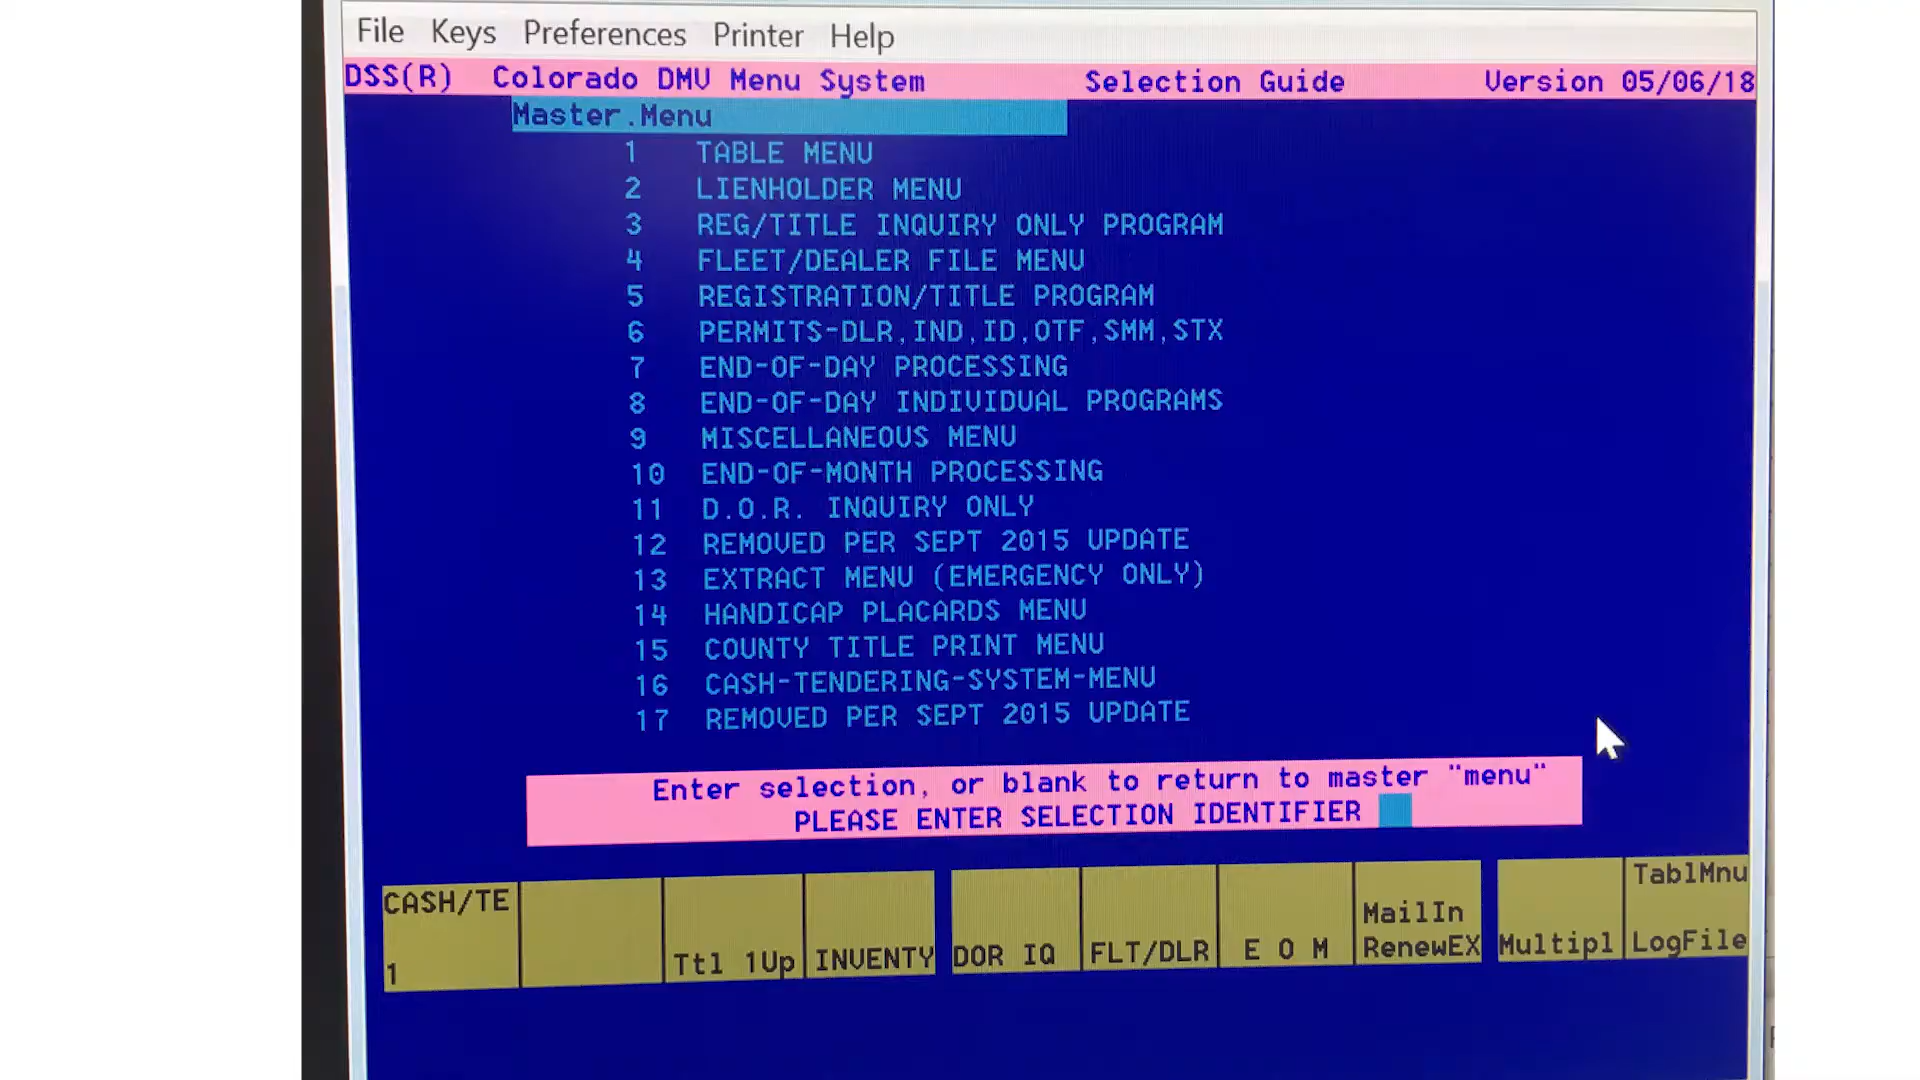 File Keys Preferences Printer Help
DSS(R) Colorado DMV Menu System Selection Guide Version 05/06/18
Master.Menu
1 TABLE MENU
2 LIENHOLDER MENU
3 REG/TITLE INQUIRY ONLY PROGRAM
4 FLEET/DEALER FILE MENU
5 REGISTRATION/TITLE PROGRAM
6 PERMITS-DLR,IND,ID,OTF,SMM,STX
7 END-OF-DAY PROCESSING
8 END-OF-DAY INDIVIDUAL PROGRAMS
9 MISCELLANEOUS MENU
10 END-OF-MONTH PROCESSING
11 D.O.R. INQUIRY ONLY
12 REMOVED PER SEPT 2015 UPDATE
13 EXTRACT MENU (EMERGENCY ONLY)
14 HANDICAP PLACARDS MENU
15 COUNTY TITLE PRINT MENU
16 CASH-TENDERING-SYSTEM-MENU
17 REMOVED PER SEPT 2015 UPDATE
Enter selection, or blank to return to master "menu"
PLEASE ENTER SELECTION IDENTIFIER
CASH/TE TablMnu
MailIn
1 Ttl 1Up INVENTY DOR IQ FLT/DLR E O M RenewEX Multipl LogFile